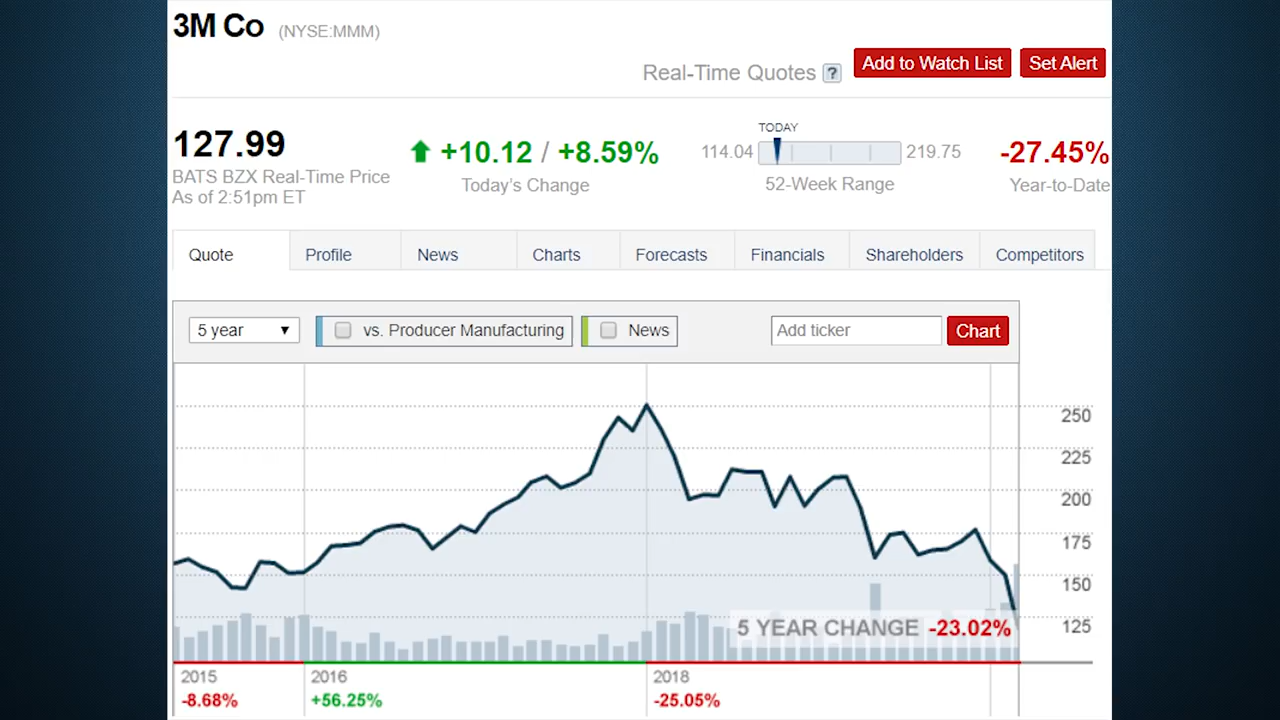 3M Co (NYSE:MMM)
Real-Time Quotes ? Add to Watch List Set Alert
TODAY
127.99 +10.12 / +8.59% 114.04 219.75 -27.45%
BATS BZX Real-Time Price Today's Change 52-Week Range Year-to-Date
As of 2:51pm ET
Quote Profile News Charts Forecasts Financials Shareholders Competitors
5 year vs. Producer Manufacturing News Add ticker Chart
250
225
200
175
150
125
5 YEAR CHANGE -23.02%
2015 2016 2018
-8.68% +56.25% -25.05%